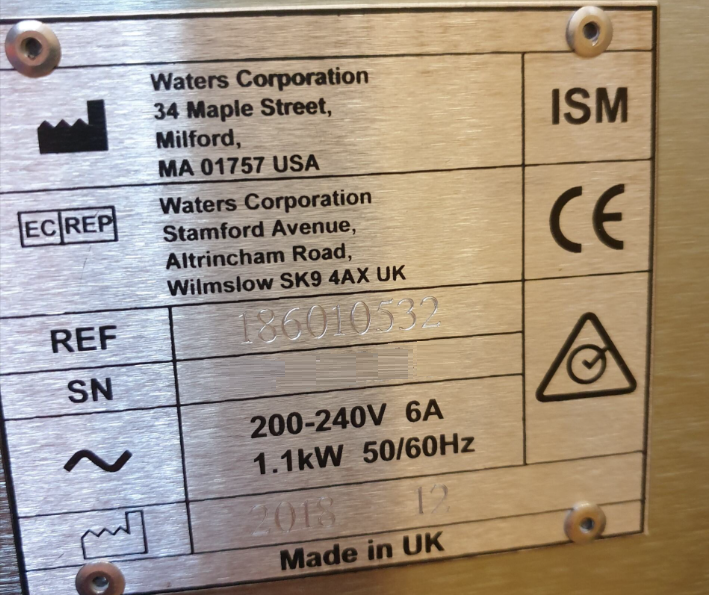 Waters Corporation
34 Maple Street,
Milford,
MA 01757 USA
ISM
EC REP
Waters Corporation
Stamford Avenue,
Altrincham Road,
Wilmslow SK9 4AX UK
CE
REF 186010532
SN
200-240V 6A
1.1kW 50/60Hz
2018 12
Made in UK